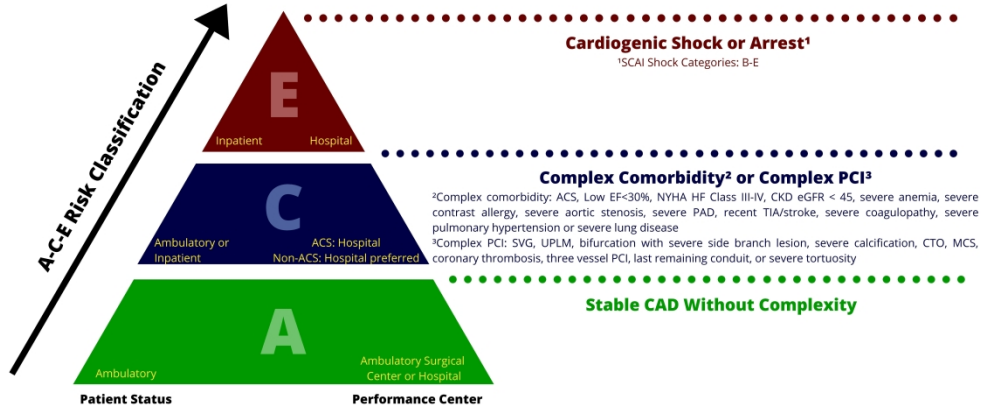 A-C-E Risk Classification
E
Inpatient Hospital
Cardiogenic Shock or Arrest¹
¹SCAI Shock Categories: B-E
C
Ambulatory or
Inpatient
ACS: Hospital
Non-ACS: Hospital preferred
Complex Comorbidity² or Complex PCI³
²Complex comorbidity: ACS, Low EF<30%, NYHA HF Class III-IV, CKD eGFR < 45, severe anemia, severe
contrast allergy, severe aortic stenosis, severe PAD, recent TIA/stroke, severe coagulopathy, severe
pulmonary hypertension or severe lung disease
³Complex PCI: SVG, UPLM, bifurcation with severe side branch lesion, severe calcification, CTO, MCS,
coronary thrombosis, three vessel PCI, last remaining conduit, or severe tortuosity
Stable CAD Without Complexity
A
Ambulatory
Ambulatory Surgical
Center or Hospital
Patient Status
Performance Center